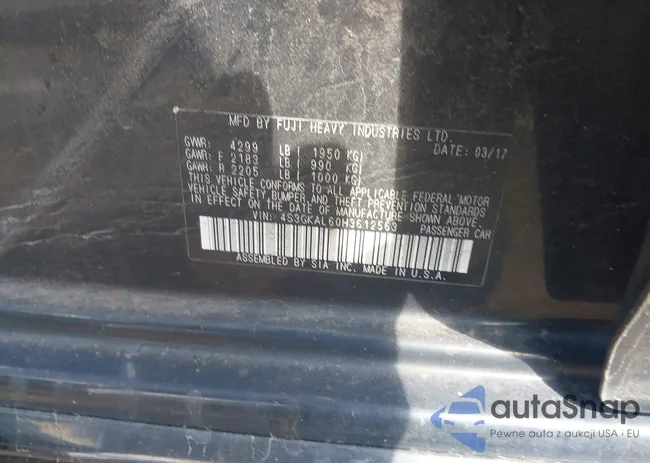 MFD BY FUJI HEAVY INDUSTRIES LTD.
GVWR: 4299 LB ( 1950 KG) DATE: 03/17
GAWR: F 2183 LB ( 990 KG)
GAWR: R 2205 LB ( 1000 KG)
THIS VEHICLE CONFORMS TO ALL APPLICABLE FEDERAL MOTOR
VEHICLE SAFETY, BUMPER, AND THEFT PREVENTION STANDARDS
IN EFFECT ON THE DATE OF MANUFACTURE SHOWN ABOVE.
VIN: 4S3GKAL60H3612563 PASSENGER CAR
ASSEMBLED BY SIA INC. MADE IN U.S.A.
autaSnap
Pewne auta z aukcji USA · EU